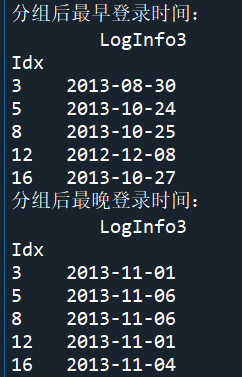 分组后最早登录时间:
LogInfo3
Idx
3 2013-08-30
5 2013-10-24
8 2013-10-25
12 2012-12-08
16 2013-10-27
分组后最晚登录时间:
LogInfo3
Idx
3 2013-11-01
5 2013-11-06
8 2013-11-06
12 2013-11-01
16 2013-11-04